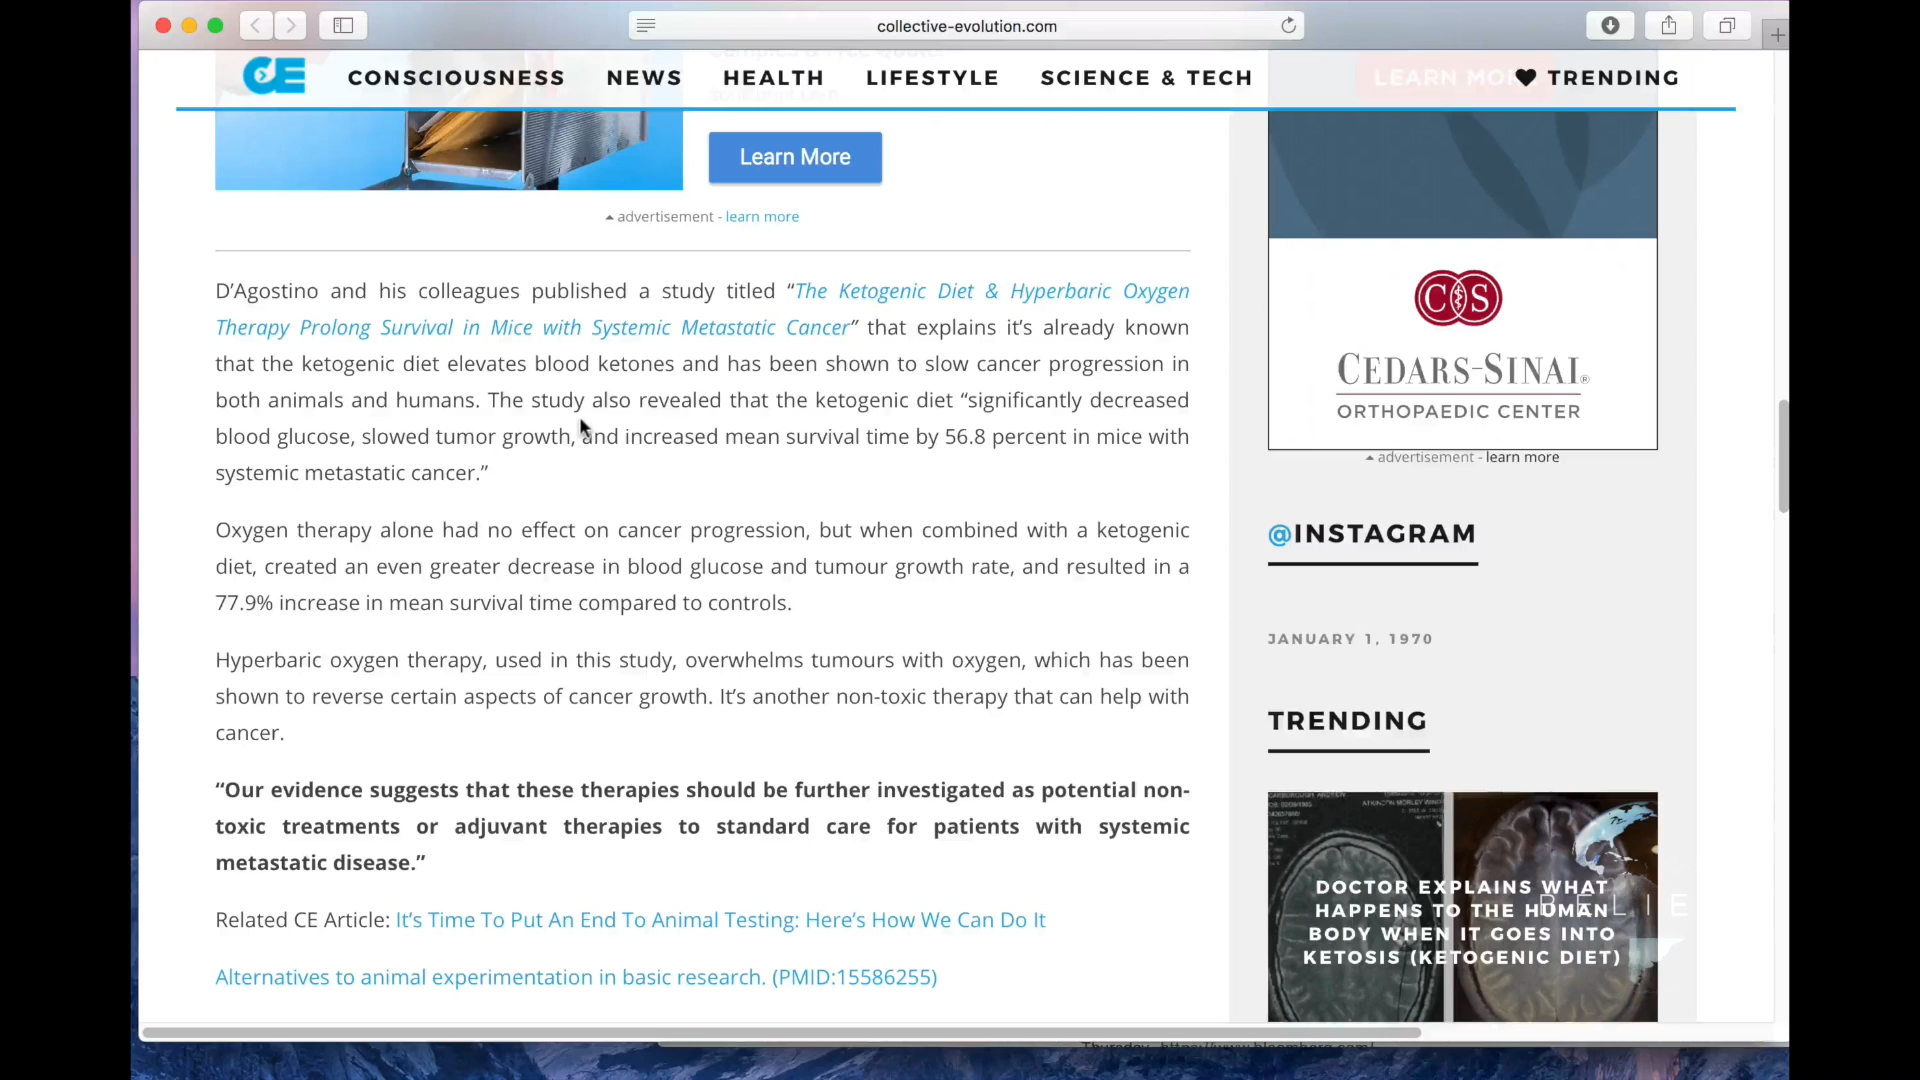 collective-evolution.com
CE CONSCIOUSNESS NEWS HEALTH LIFESTYLE SCIENCE & TECH TRENDING
Learn More
advertisement - learn more
D’Agostino and his colleagues published a study titled “The Ketogenic Diet & Hyperbaric Oxygen
Therapy Prolong Survival in Mice with Systemic Metastatic Cancer” that explains it’s already known
that the ketogenic diet elevates blood ketones and has been shown to slow cancer progression in
both animals and humans. The study also revealed that the ketogenic diet “significantly decreased
blood glucose, slowed tumor growth, and increased mean survival time by 56.8 percent in mice with
systemic metastatic cancer.”
Oxygen therapy alone had no effect on cancer progression, but when combined with a ketogenic
diet, created an even greater decrease in blood glucose and tumour growth rate, and resulted in a
77.9% increase in mean survival time compared to controls.
Hyperbaric oxygen therapy, used in this study, overwhelms tumours with oxygen, which has been
shown to reverse certain aspects of cancer growth. It’s another non-toxic therapy that can help with
cancer.
“Our evidence suggests that these therapies should be further investigated as potential non-
toxic treatments or adjuvant therapies to standard care for patients with systemic
metastatic disease.”
Related CE Article: It’s Time To Put An End To Animal Testing: Here’s How We Can Do It
Alternatives to animal experimentation in basic research. (PMID:15586255)
LEARN MORE
CS
CEDARS-SINAI®
ORTHOPAEDIC CENTER
advertisement - learn more
@INSTAGRAM
JANUARY 1, 1970
TRENDING
ATKINSON MORLEY
DOCTOR EXPLAINS WHAT
HAPPENS TO THE HUMAN
BODY WHEN IT GOES INTO
KETOSIS (KETOGENIC DIET)
BELIE